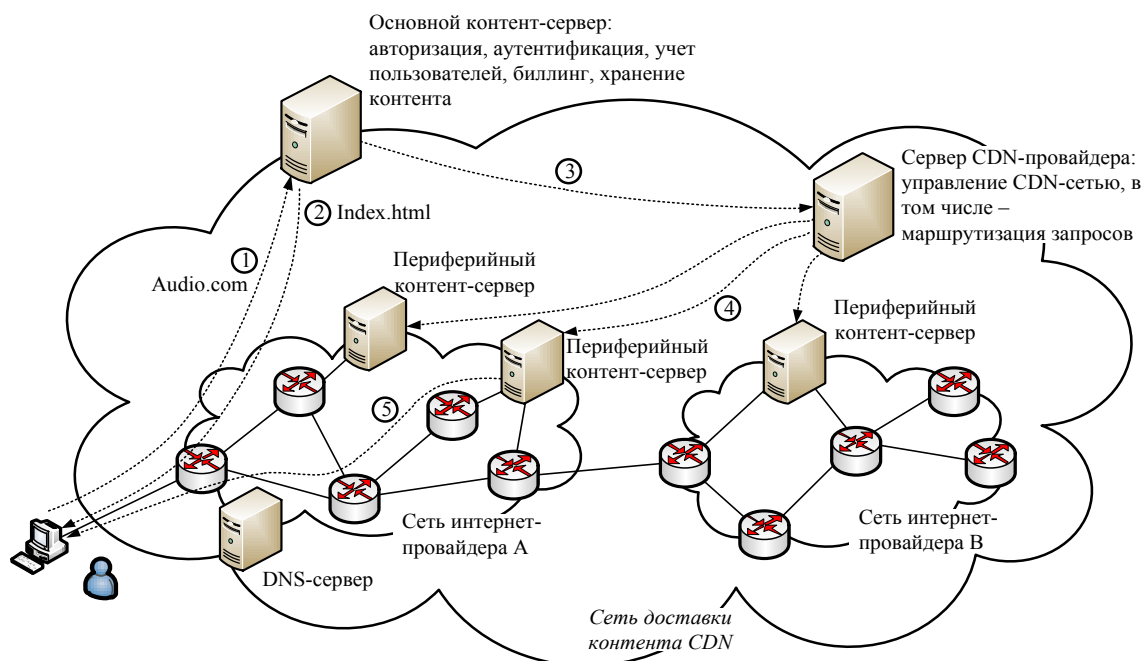 Основной контент-сервер:
авторизация, аутентификация, учет
пользователей, биллинг, хранение
контента
3
Сервер CDN-провайдера:
управление CDN-сетью, в
том числе –
маршрутизация запросов
2 Index.html
1
Audio.com
Периферийный
контент-сервер
4
Периферийный
контент-сервер
Периферийный
контент-сервер
5
Сеть интернет-
провайдера А
Сеть интернет-
провайдера В
DNS-сервер
Сеть доставки
контента CDN